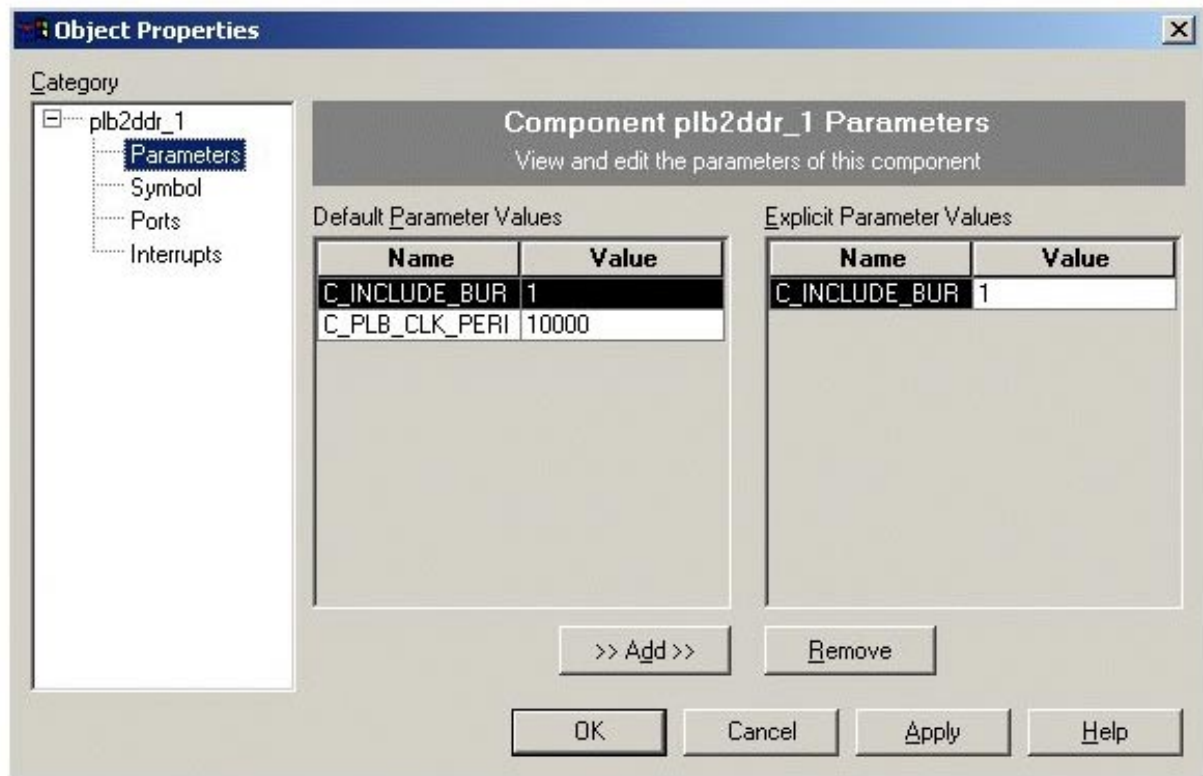 Object Properties
Category
plb2ddr_1
Parameters
Symbol
Ports
Interrupts
Component plb2ddr_1 Parameters
View and edit the parameters of this component
Default Parameter Values
Name Value
C_INCLUDE_BUR 1
C_PLB_CLK_PERI 10000
>> Add >>
Explicit Parameter Values
Name Value
C_INCLUDE_BUR 1
Remove
OK Cancel Apply Help